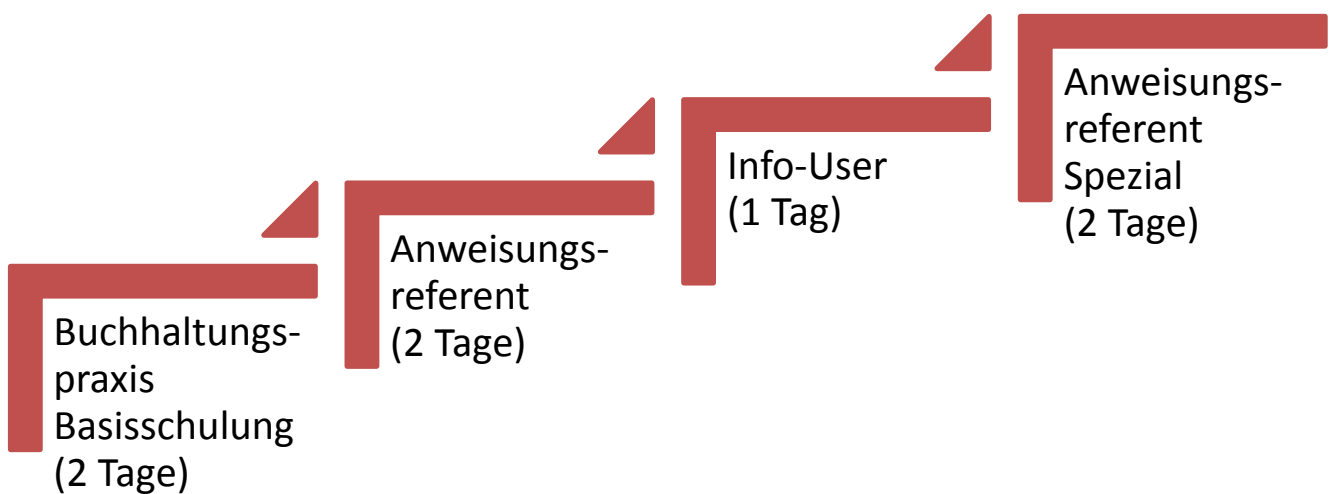 Buchhaltungs-
praxis
Basisschulung
(2 Tage)
Anweisungs-
referent
(2 Tage)
Info-User
(1 Tag)
Anweisungs-
referent
Spezial
(2 Tage)